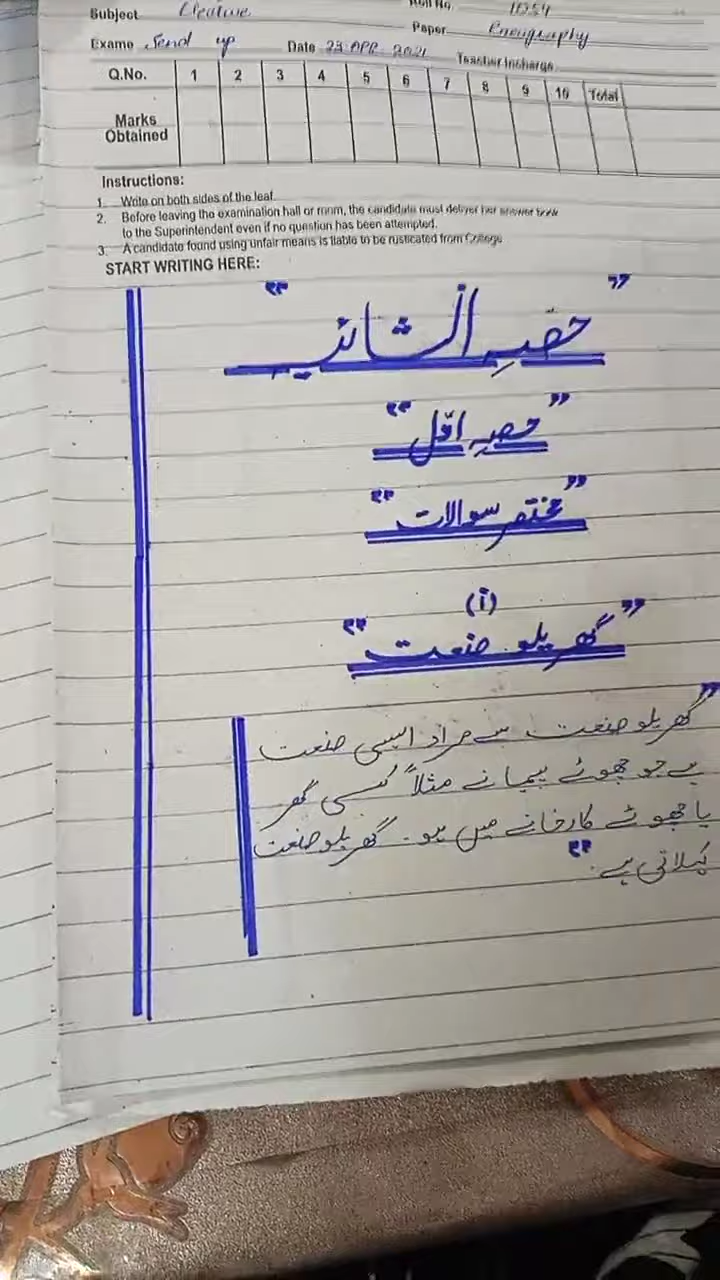 Subject Elective Roll No. 1054
Paper
Exame Send up Date 23 APR 2021 Teacher Incharge
Q.No. 1 2 3 4 5 6 7 8 9 10 Total
Marks Obtained
Instructions:
1. Write on both sides of the leaf.
2. Before leaving the examination hall or room, the candidate must deliver her answer book
to the Superintendent even if no question has been attempted.
3. A candidate found using unfair means is liable to be rusticated from College
START WRITING HERE:
"حصہِ انشائیہ"
"حصہِ اوّل"
"مختصر سوالات"
(i)
"گھریلو صنعت"
"گھریلو صنعت سے مراد ایسی صنعت
ہے جو چھوٹے پیمانے مثلاً کسی گھر
یا چھوٹے کارخانے میں ہو۔ گھریلو صنعت
کہلاتی ہے۔"